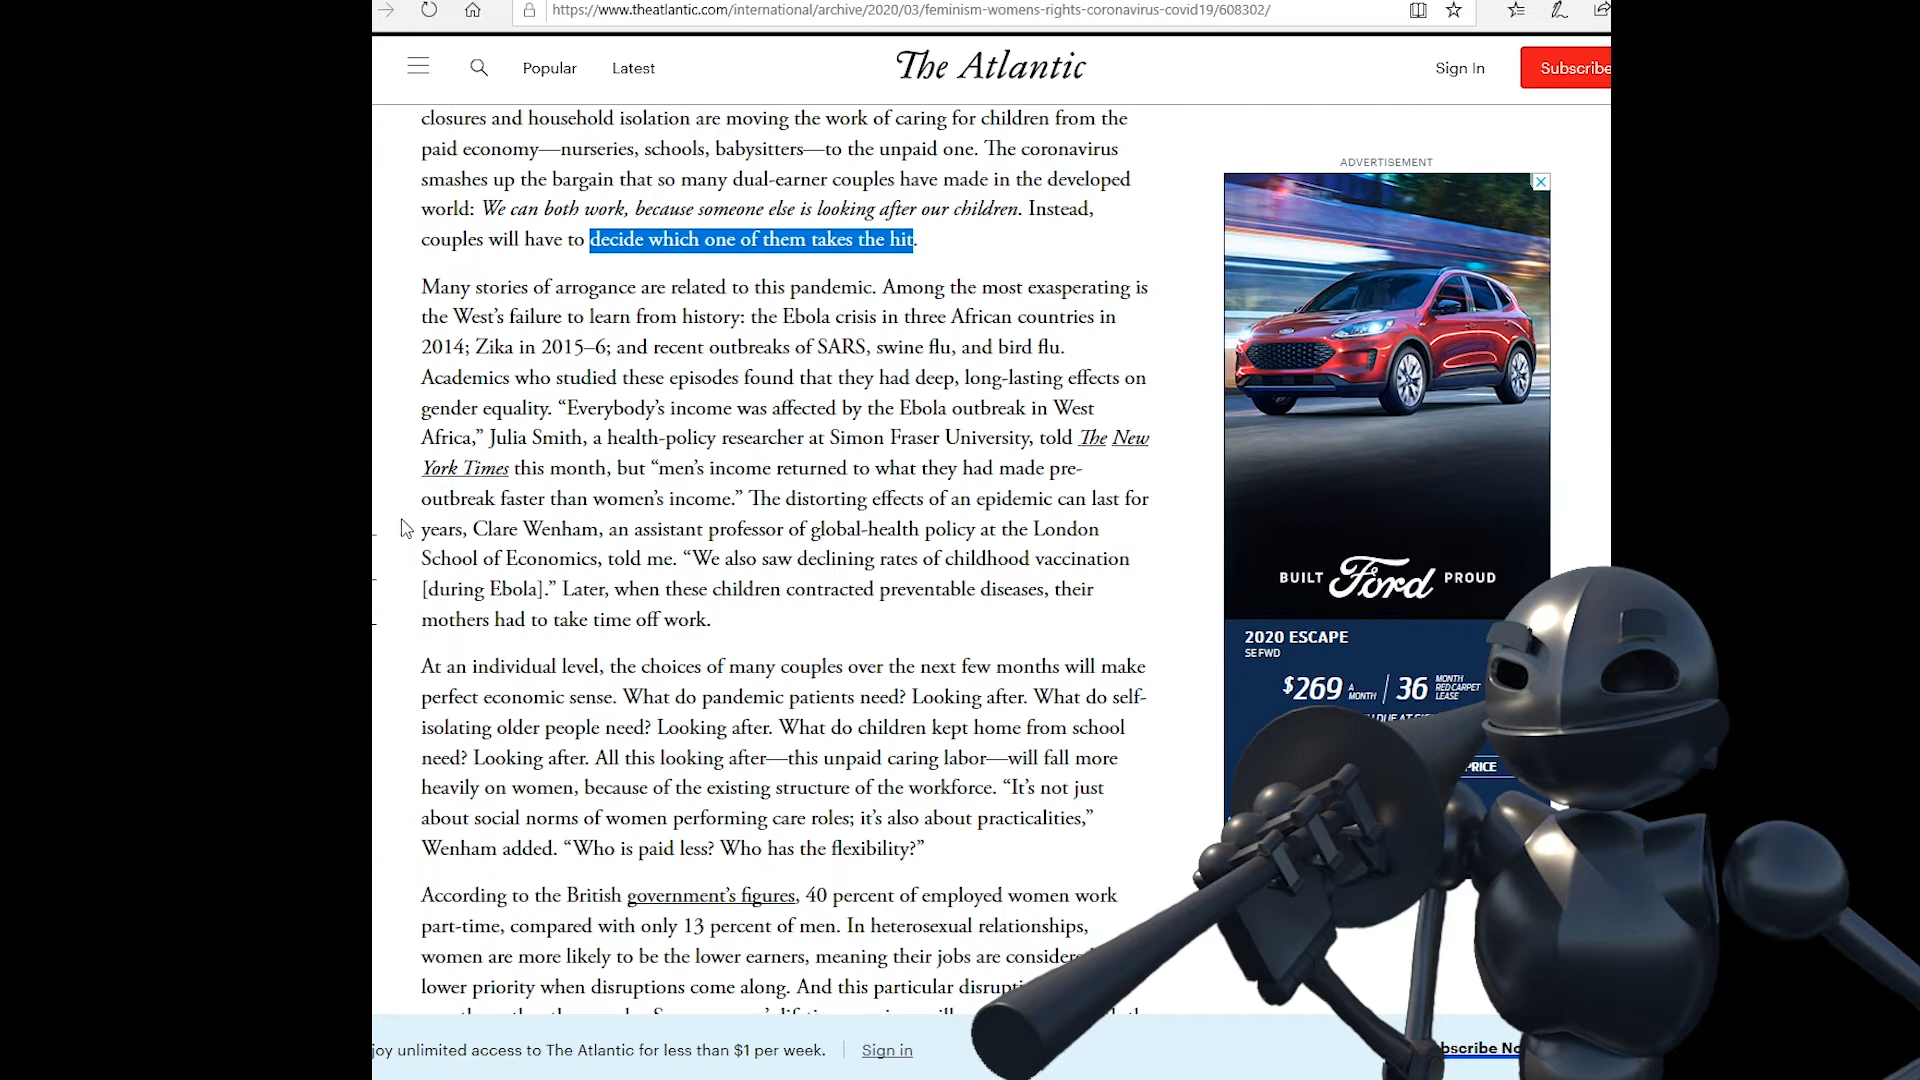 https://www.theatlantic.com/international/archive/2020/03/feminism-womens-rights-coronavirus-covid19/608302/
Popular
Latest
The Atlantic
Sign In
Subscribe
closures and household isolation are moving the work of caring for children from the
paid economy—nurseries, schools, babysitters—to the unpaid one. The coronavirus
smashes up the bargain that so many dual-earner couples have made in the developed
world: We can both work, because someone else is looking after our children. Instead,
couples will have to decide which one of them takes the hit.
Many stories of arrogance are related to this pandemic. Among the most exasperating is
the West’s failure to learn from history: the Ebola crisis in three African countries in
2014; Zika in 2015–6; and recent outbreaks of SARS, swine flu, and bird flu.
Academics who studied these episodes found that they had deep, long-lasting effects on
gender equality. “Everybody’s income was affected by the Ebola outbreak in West
Africa,” Julia Smith, a health-policy researcher at Simon Fraser University, told The New
York Times this month, but “men’s income returned to what they had made pre-
outbreak faster than women’s income.” The distorting effects of an epidemic can last for
years, Clare Wenham, an assistant professor of global-health policy at the London
School of Economics, told me. “We also saw declining rates of childhood vaccination
[during Ebola].” Later, when these children contracted preventable diseases, their
mothers had to take time off work.
At an individual level, the choices of many couples over the next few months will make
perfect economic sense. What do pandemic patients need? Looking after. What do self-
isolating older people need? Looking after. What do children kept home from school
need? Looking after. All this looking after—this unpaid caring labor—will fall more
heavily on women, because of the existing structure of the workforce. “It’s not just
about social norms of women performing care roles; it’s also about practicalities,”
Wenham added. “Who is paid less? Who has the flexibility?”
According to the British government’s figures, 40 percent of employed women work
part-time, compared with only 13 percent of men. In heterosexual relationships,
women are more likely to be the lower earners, meaning their jobs are
lower priority when disruptions come along. And this particular
ADVERTISEMENT
BUILT Ford PROUD
2020 ESCAPE
SE FWD
$269 A MONTH / 36 MONTH RED CARPET LEASE
PRICE
joy unlimited access to The Atlantic for less than $1 per week.
Sign in